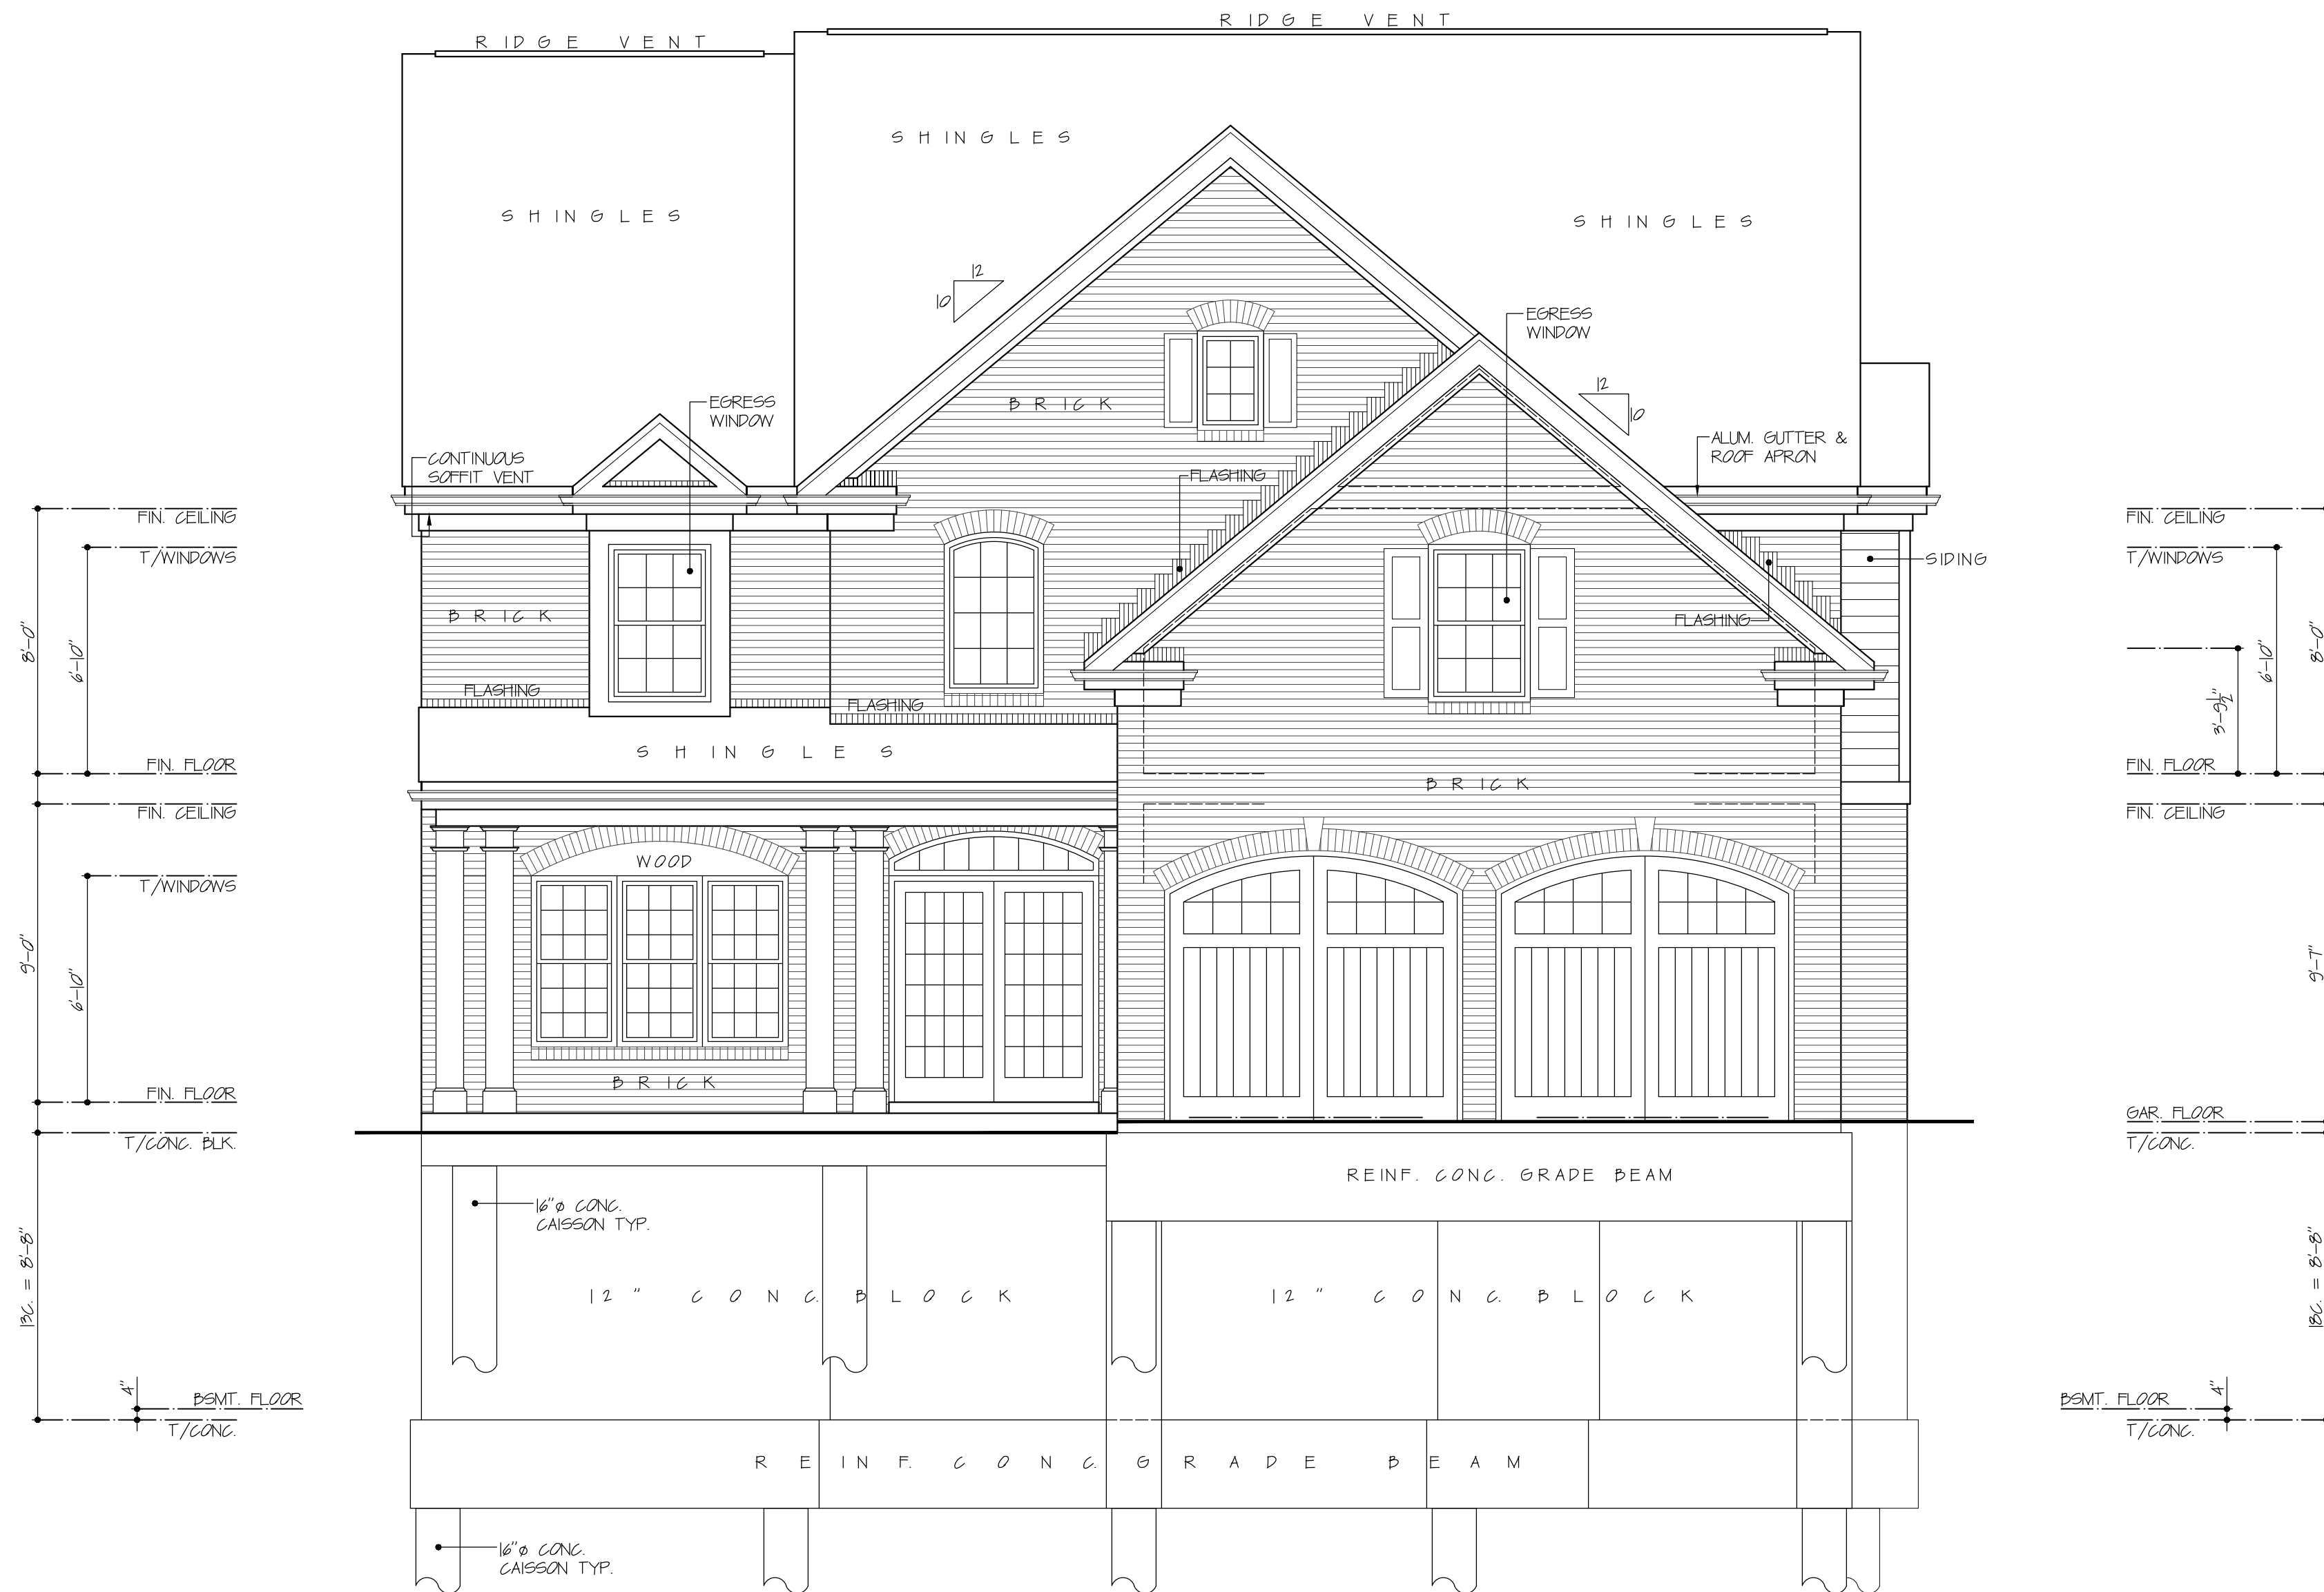 RIDGE VENT
RIDGE VENT
SHINGLES
SHINGLES
SHINGLES
12
10
EGRESS
WINDOW
12
10
BRICK
EGRESS
WINDOW
ALUM. GUTTER &
ROOF APRON
CONTINUOUS
SOFFIT VENT
FLASHING
FIN. CEILING
FIN. CEILING
T/WINDOWS
T/WINDOWS
SIDING
BRICK
FLASHING
8'-0"
6'-10"
3'-9 1/2"
6'-10"
8'-0"
FLASHING
FLASHING
SHINGLES
FIN. FLOOR
FIN. FLOOR
BRICK
FIN. CEILING
FIN. CEILING
WOOD
T/WINDOWS
9'-0"
6'-10"
9'-7"
BRICK
FIN. FLOOR
GAR. FLOOR
T/CONC. BLK.
T/CONC.
REINF. CONC. GRADE BEAM
16"ø CONC.
CAISSON TYP.
13C. = 8'-8"
12" CONC. BLOCK
12" CONC. BLOCK
13C. = 8'-8"
4"
BSMT. FLOOR
T/CONC.
BSMT. FLOOR
4"
T/CONC.
REINF. CONC. GRADE BEAM
16"ø CONC.
CAISSON TYP.